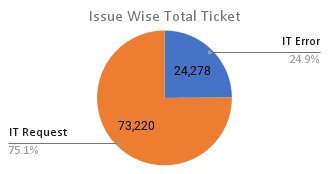 Issue Wise Total Ticket
IT Error
24.9%
24,278
73,220
IT Request
75.1%